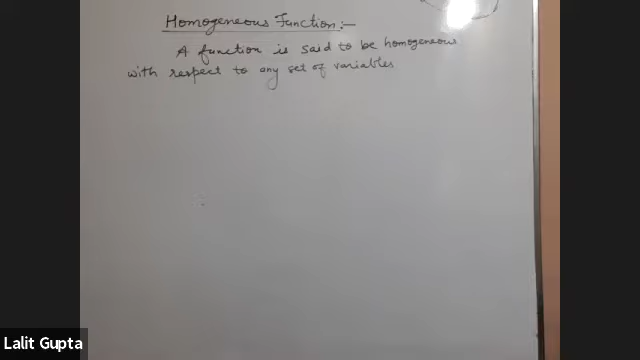 Homogeneous Function:-
A function is said to be homogeneous
with respect to any set of variables
Lalit Gupta